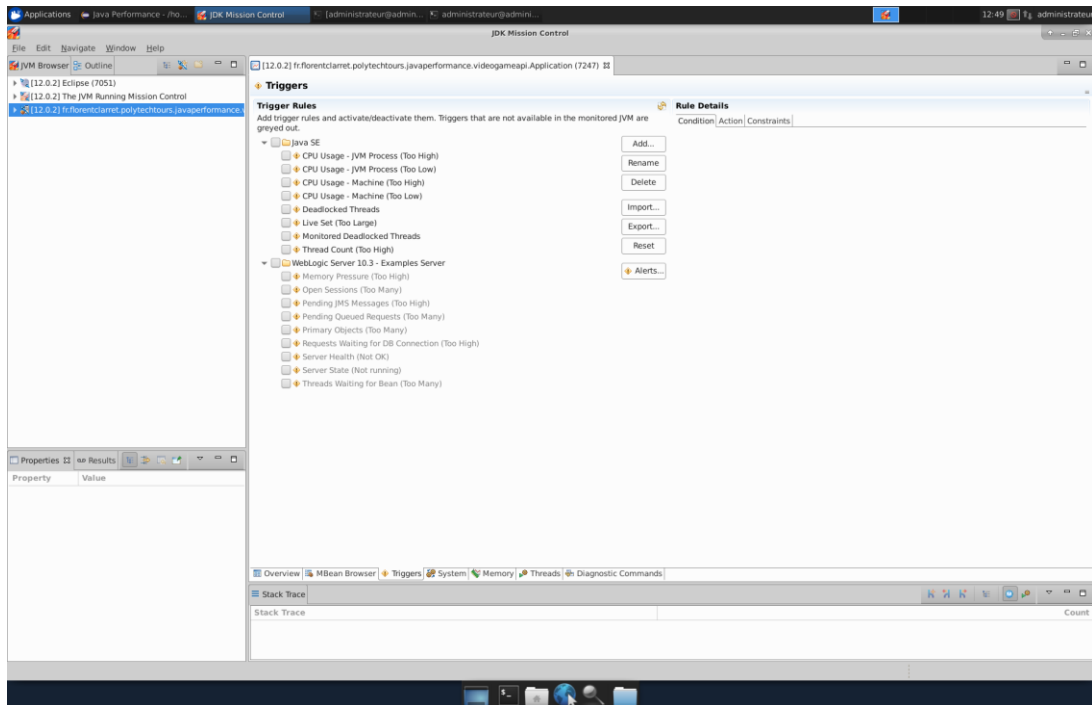 Applications
Java Performance - /ho...
JDK Mission Control
[administrateur@admin...
administrateur@admini...
12:49
administrateur
JDK Mission Control
File Edit Navigate Window Help
JVM Browser Outline
[12.0.2] Eclipse (7051)
[12.0.2] The JVM Running Mission Control
[12.0.2] fr.florentclarret.polytechtours.javaperformance.
[12.0.2] fr.florentclarret.polytechtours.javaperformance.videogameapi.Application (7247)
Triggers
Trigger Rules
Add trigger rules and activate/deactivate them. Triggers that are not available in the monitored JVM are
greyed out.
Java SE
CPU Usage - JVM Process (Too High)
CPU Usage - JVM Process (Too Low)
CPU Usage - Machine (Too High)
CPU Usage - Machine (Too Low)
Deadlocked Threads
Live Set (Too Large)
Monitored Deadlocked Threads
Thread Count (Too High)
WebLogic Server 10.3 - Examples Server
Memory Pressure (Too High)
Open Sessions (Too Many)
Pending JMS Messages (Too High)
Pending Queued Requests (Too Many)
Primary Objects (Too Many)
Requests Waiting for DB Connection (Too High)
Server Health (Not OK)
Server State (Not running)
Threads Waiting for Bean (Too Many)
Add...
Rename
Delete
Import...
Export...
Reset
Alerts...
Rule Details
Condition Action Constraints
Properties Results
Property Value
Overview MBean Browser Triggers System Memory Threads Diagnostic Commands
Stack Trace
Stack Trace Count